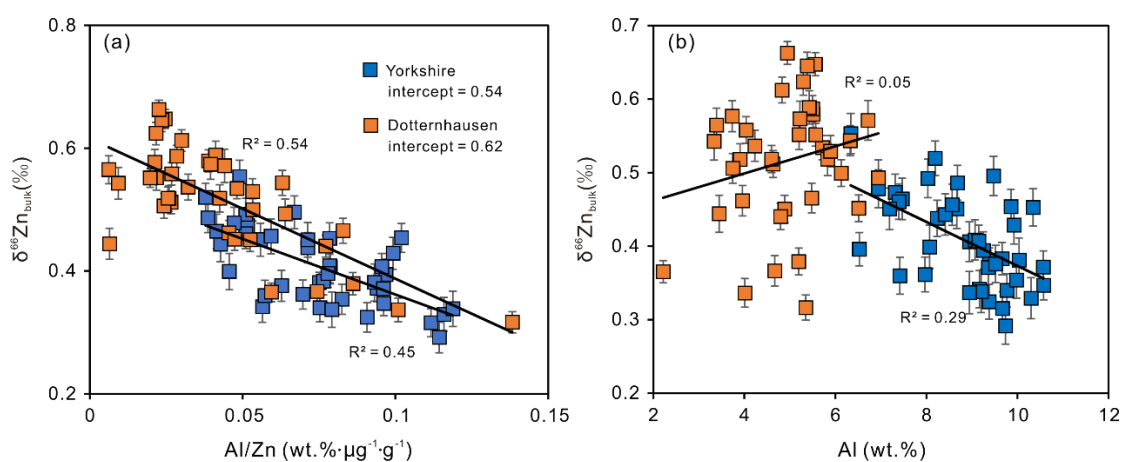 (a)
0.8
0.6
0.4
0.2
δ⁶⁶Zn_bulk(‰)
Yorkshire
intercept = 0.54
Dotternhausen
intercept = 0.62
R² = 0.54
R² = 0.45
0
0.05
0.1
0.15
Al/Zn (wt.%·μg⁻¹·g⁻¹)
(b)
0.7
0.6
0.5
0.4
0.3
0.2
δ⁶⁶Zn_bulk(‰)
R² = 0.05
R² = 0.29
2
4
6
8
10
12
Al (wt.%)